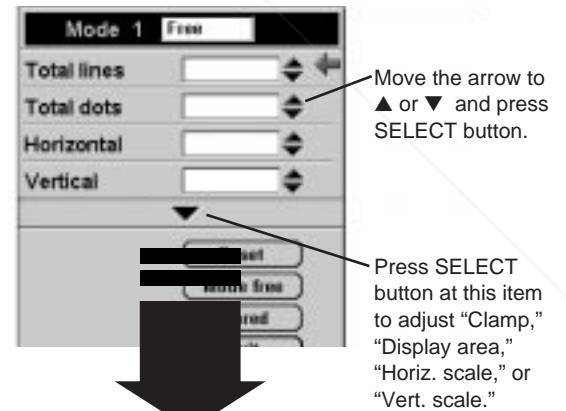 Mode 1 Free
Total lines
Total dots
Horizontal
Vertical
Move the arrow to
▲ or ▼ and press
SELECT button.
Press SELECT
button at this item
to adjust “Clamp,”
“Display area,”
“Horiz. scale,” or
“Vert. scale.”
free